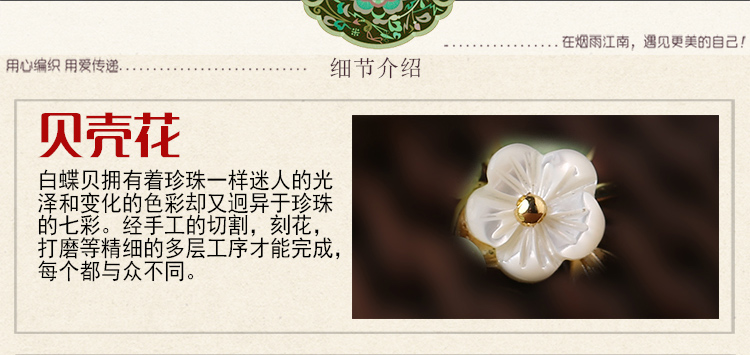 在烟雨江南，遇见更美的自己!
用心编织 用爱传递
细节介绍
贝壳花
白蝶贝拥有着珍珠一样迷人的光
泽和变化的色彩却又迥异于珍珠
的七彩。经手工的切割，刻花，
打磨等精细的多层工序才能完成，
每个都与众不同。